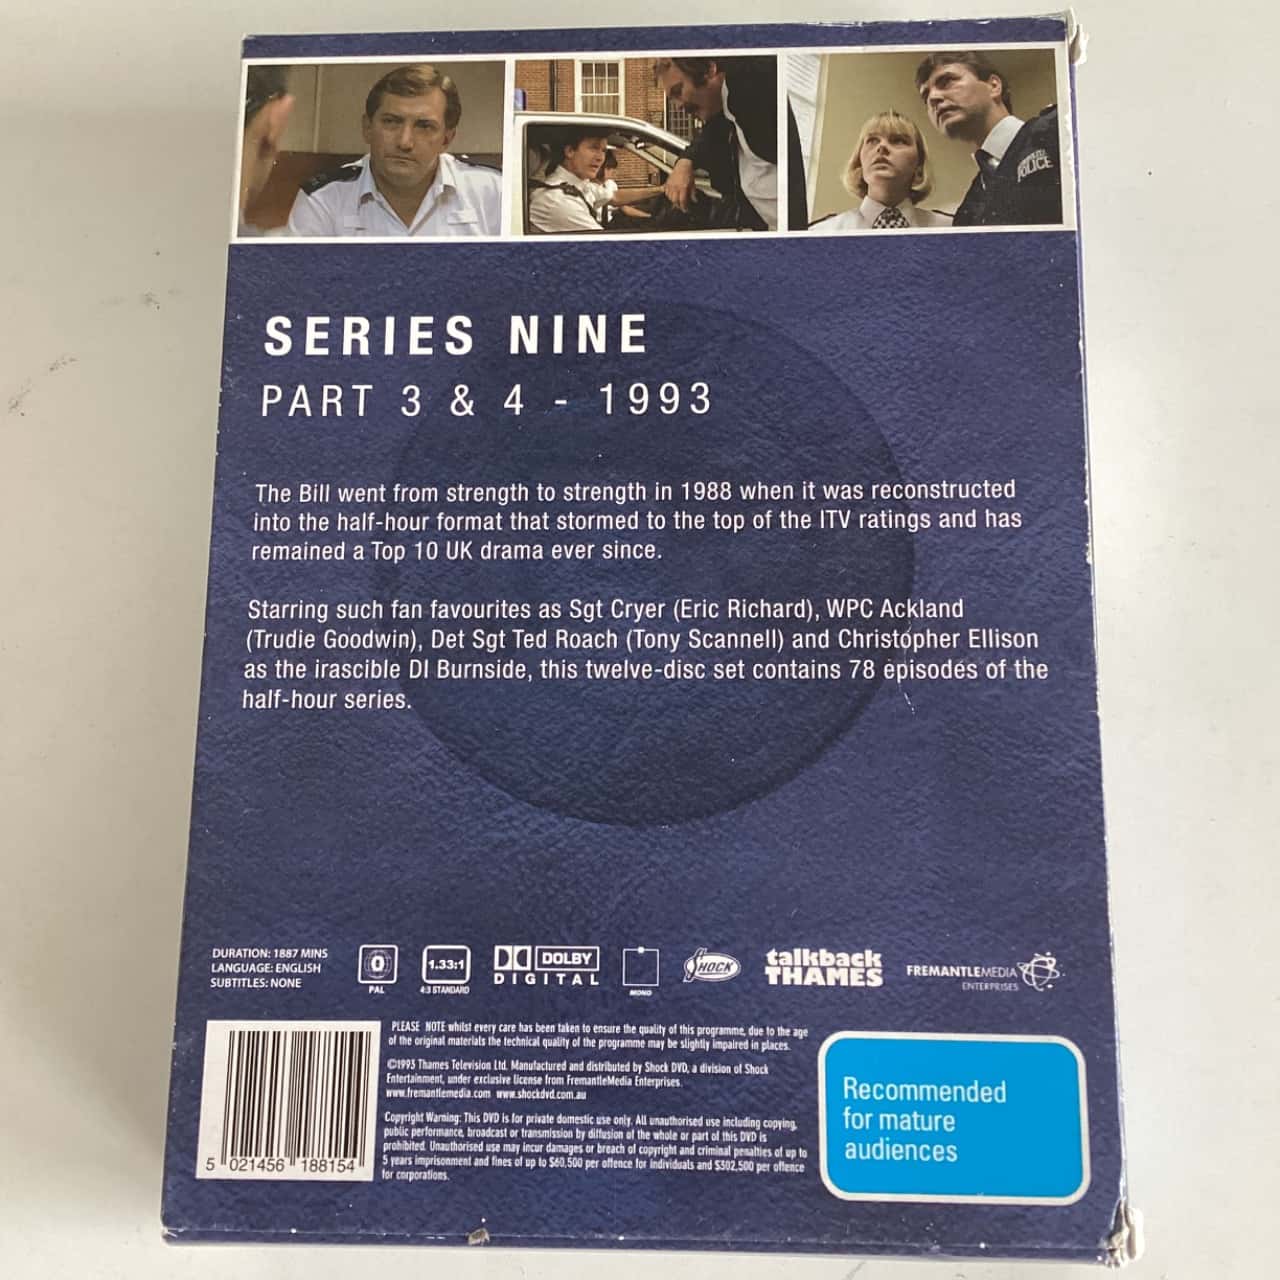 POLICE
SERIES NINE
PART 3 & 4 - 1993
The Bill went from strength to strength in 1988 when it was reconstructed
into the half-hour format that stormed to the top of the ITV ratings and has
remained a Top 10 UK drama ever since.
Starring such fan favourites as Sgt Cryer (Eric Richard), WPC Ackland
(Trudie Goodwin), Det Sgt Ted Roach (Tony Scannell) and Christopher Ellison
as the irascible DI Burnside, this twelve-disc set contains 78 episodes of the
half-hour series.
DURATION: 1887 MINS
LANGUAGE: ENGLISH
SUBTITLES: NONE
0
PAL
1.33:1
4:3 STANDARD
DOLBY
DIGITAL
MONO
SHOCK
talkback
THAMES
FREMANTLEMEDIA
ENTERPRISES
PLEASE NOTE whilst every care has been taken to ensure the quality of this programme, due to the age
of the original materials the technical quality of the programme may be slightly impaired in places.
©1993 Thames Television Ltd. Manufactured and distributed by Shock DVD, a division of Shock
Entertainment, under exclusive license from FremantleMedia Enterprises.
www.fremantlemedia.com www.shockdvd.com.au
Copyright Warning: This DVD is for private domestic use only. All unauthorised use including copying,
public performance, broadcast or transmission by diffusion of the whole or part of this DVD is
prohibited. Unauthorised use may incur damages or breach of copyright and criminal penalties of up to
5 years imprisonment and fines of up to $60,500 per offence for individuals and $302,500 per offence
for corporations.
5 021456 188154
Recommended
for mature
audiences